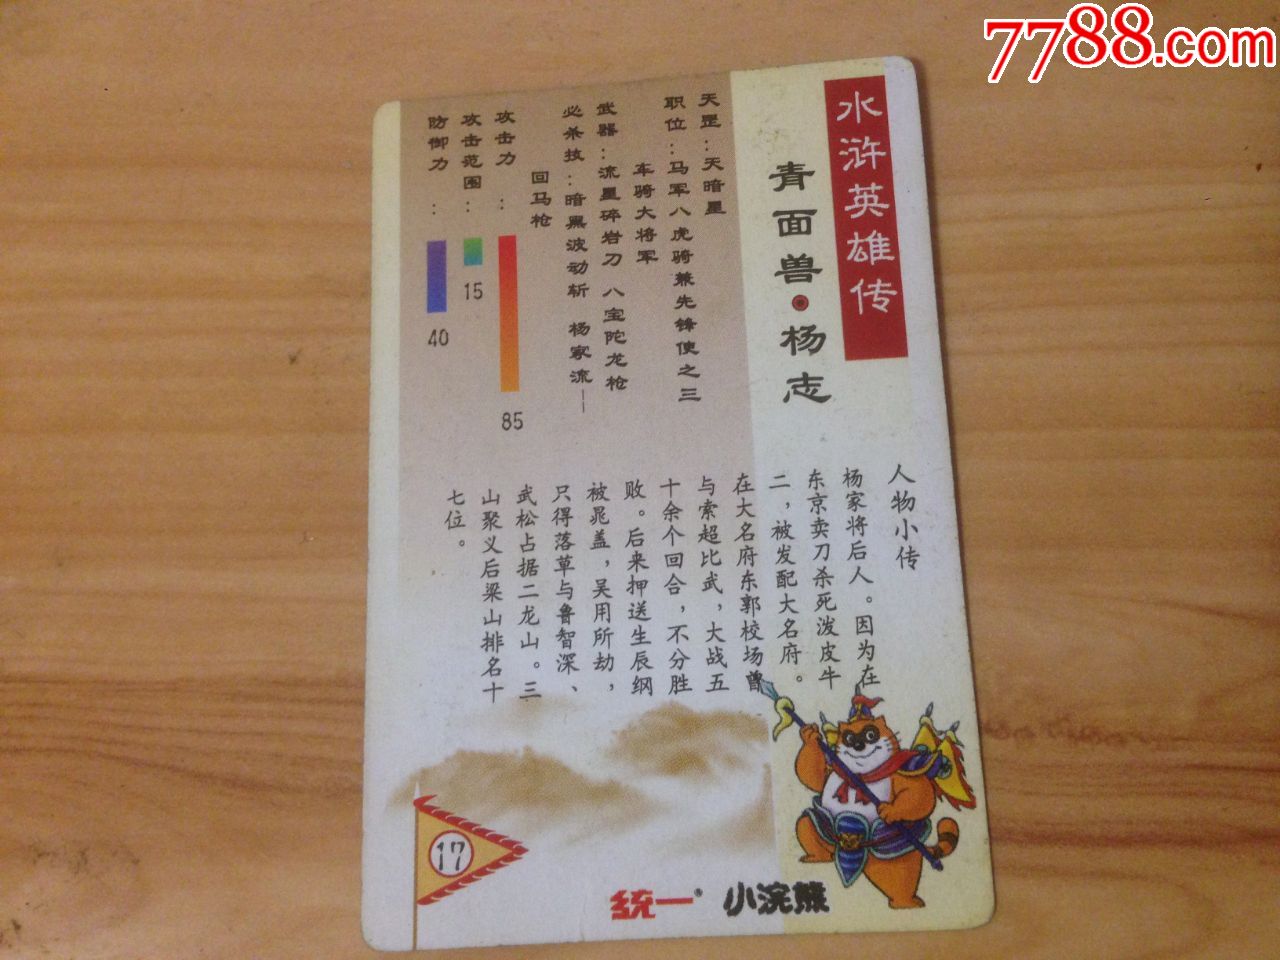 7788.com
水浒英雄传
青面兽·杨志
天罡：天暗星
职位：马军八虎骑兼先锋使之三
车骑大将军
武器：流星碎岩刀 八宝陀龙枪
必杀技：暗黑波动斩 杨家流—
回马枪
攻击力：85
攻击范围：15
防御力：40
人物小传
杨家将后人。因为在
东京卖刀杀死泼皮牛
二，被发配大名府。
在大名府东郭校场曾
与索超比武，大战五
十余个回合，不分胜
败。后来押送生辰纲
被晁盖，吴用所劫，
只得落草与鲁智深、
武松占据二龙山。三
山聚义后梁山排名十
七位。
17
统一® 小浣熊